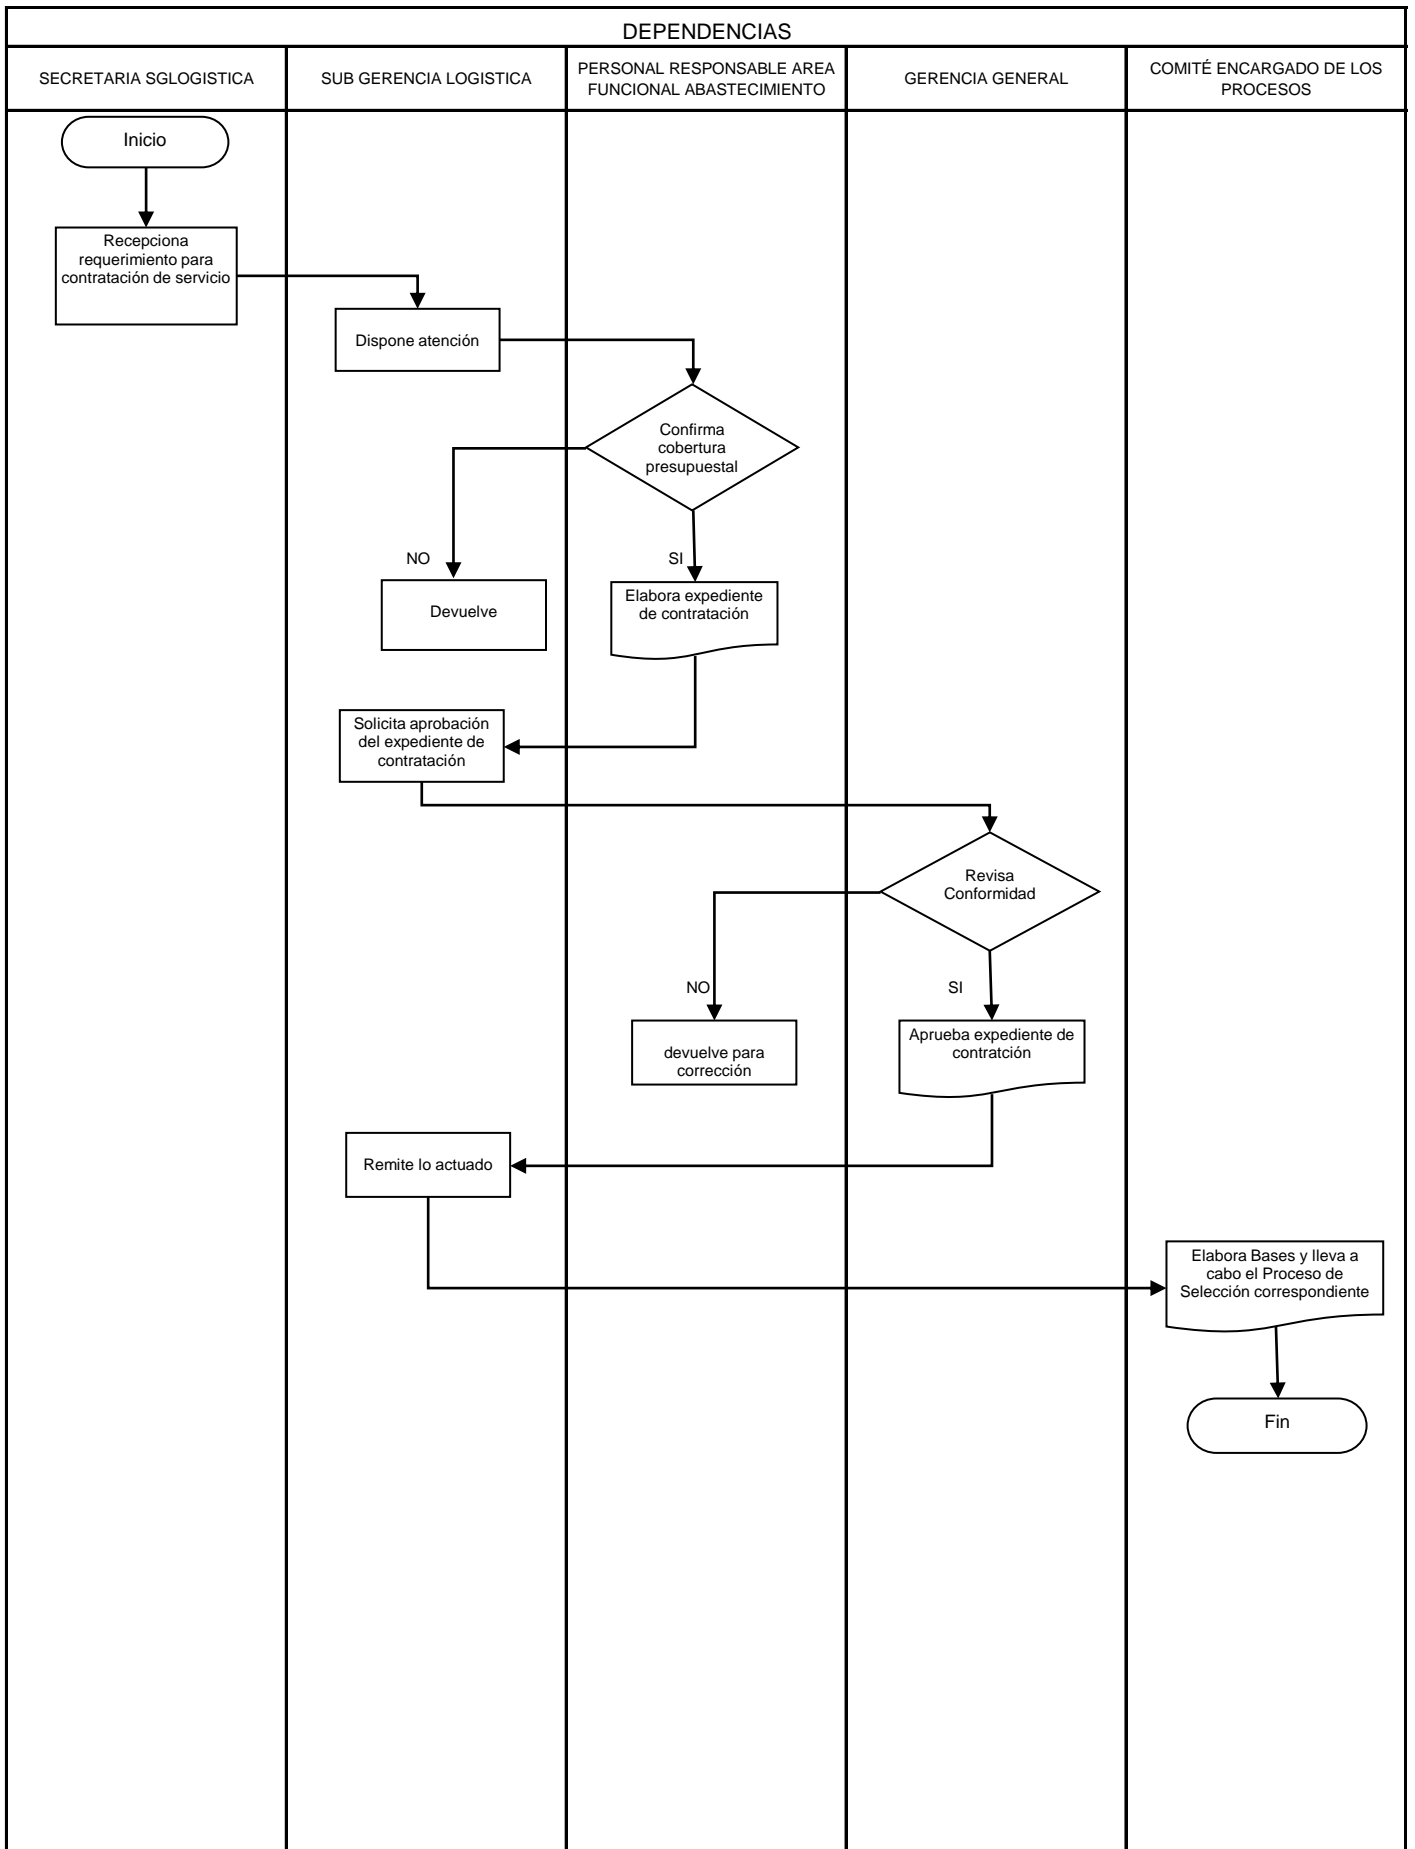 DEPENDENCIAS
SECRETARIA SGLOGISTICA
SUB GERENCIA LOGISTICA
PERSONAL RESPONSABLE AREA
FUNCIONAL ABASTECIMIENTO
GERENCIA GENERAL
COMITÉ ENCARGADO DE LOS
PROCESOS
Inicio
Recepciona
requerimiento para
contratación de servicio
Dispone atención
Confirma
cobertura
presupuestal
NO
SI
Devuelve
Elabora expediente
de contratación
Solicita aprobación
del expediente de
contratación
Revisa
Conformidad
NO
SI
devuelve para
corrección
Aprueba expediente de
contratción
Remite lo actuado
Elabora Bases y lleva a
cabo el Proceso de
Selección correspondiente
Fin